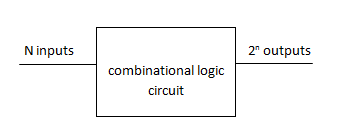 N inputs
2ⁿ outputs
combinational logic
circuit